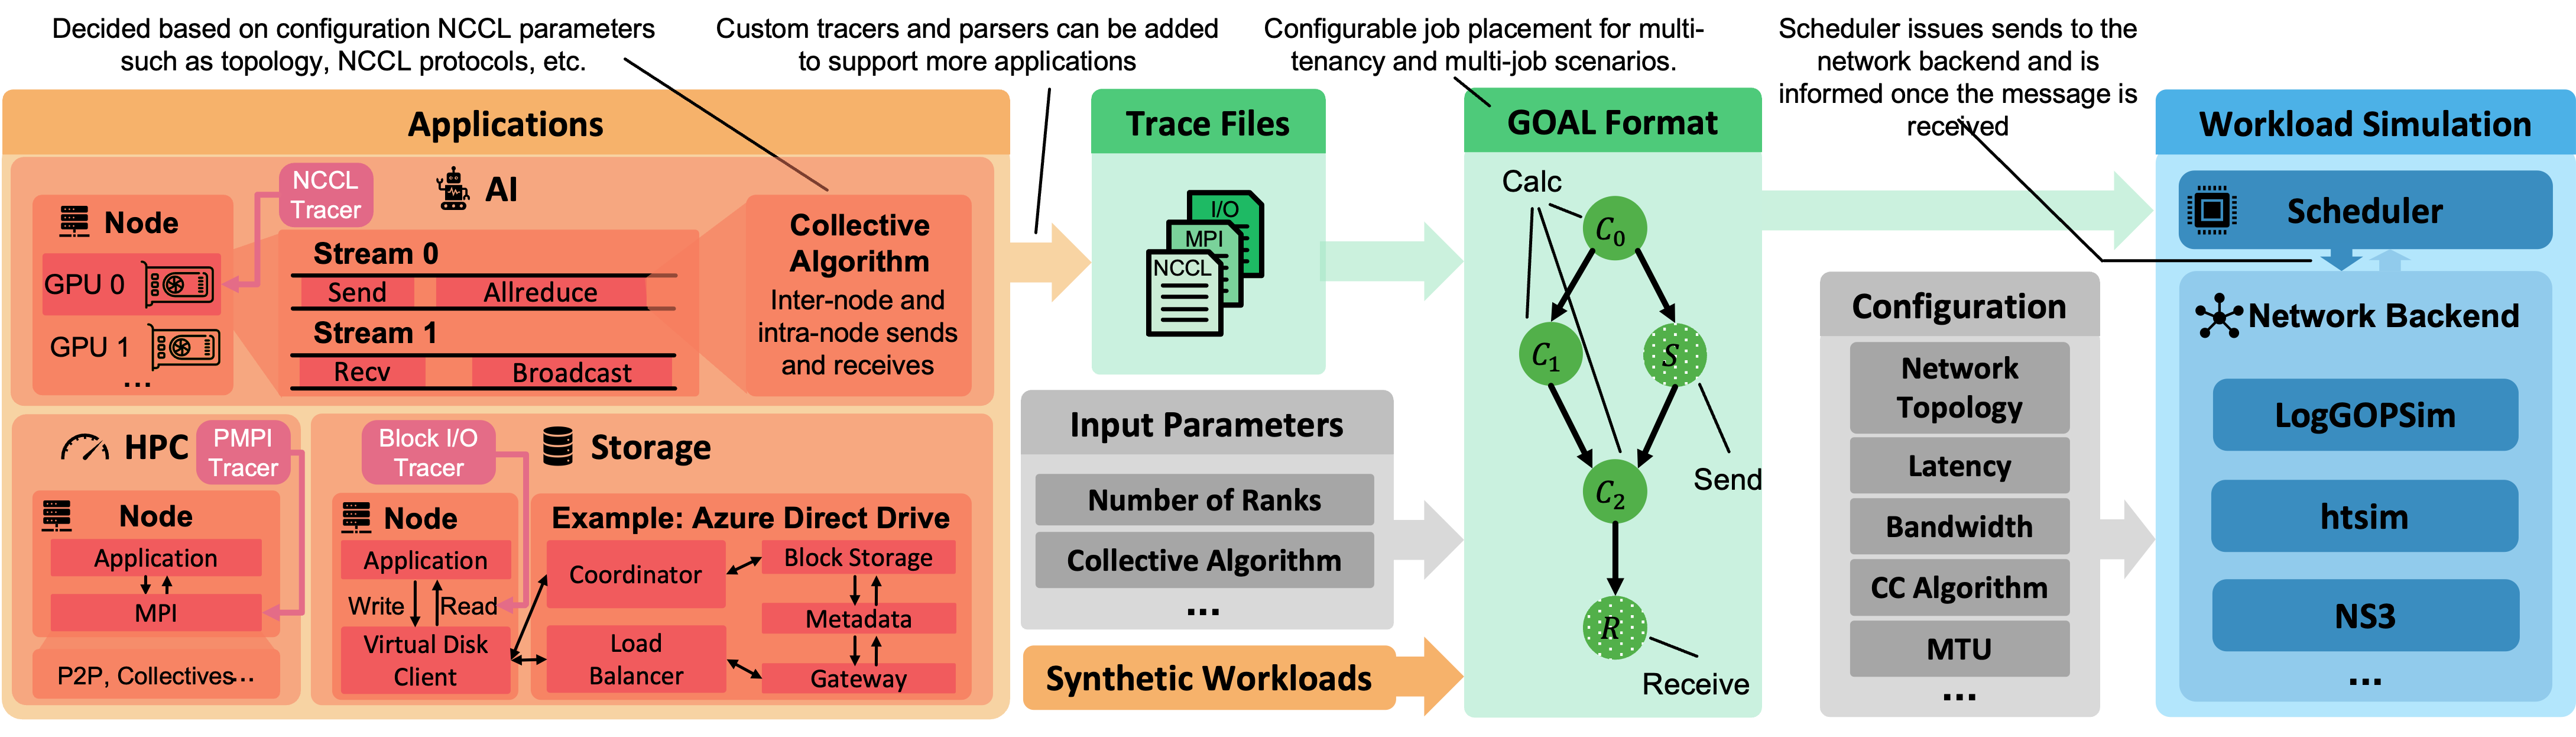 Decided based on configuration NCCL parameters
such as topology, NCCL protocols, etc.
Custom tracers and parsers can be added
to support more applications
Configurable job placement for multi-
tenancy and multi-job scenarios.
Scheduler issues sends to the
network backend and is
informed once the message is
received
Applications
NCCL
Tracer
AI
Node
GPU 0
GPU 1
...
Stream 0
Send
Allreduce
Stream 1
Recv
Broadcast
Collective
Algorithm
Inter-node and
intra-node sends
and receives
HPC
PMPI
Tracer
Node
Application
MPI
P2P, Collectives...
Block I/O
Tracer
Storage
Node
Application
Write
Read
Virtual Disk
Client
Example: Azure Direct Drive
Coordinator
Load
Balancer
Block Storage
Metadata
Gateway
Trace Files
I/O
MPI
NCCL
Input Parameters
Number of Ranks
Collective Algorithm
...
Synthetic Workloads
GOAL Format
Calc
C0
C1
S
C2
Send
R
Receive
Configuration
Network
Topology
Latency
Bandwidth
CC Algorithm
MTU
...
Workload Simulation
Scheduler
Network Backend
LogGOPSim
htsim
NS3
...